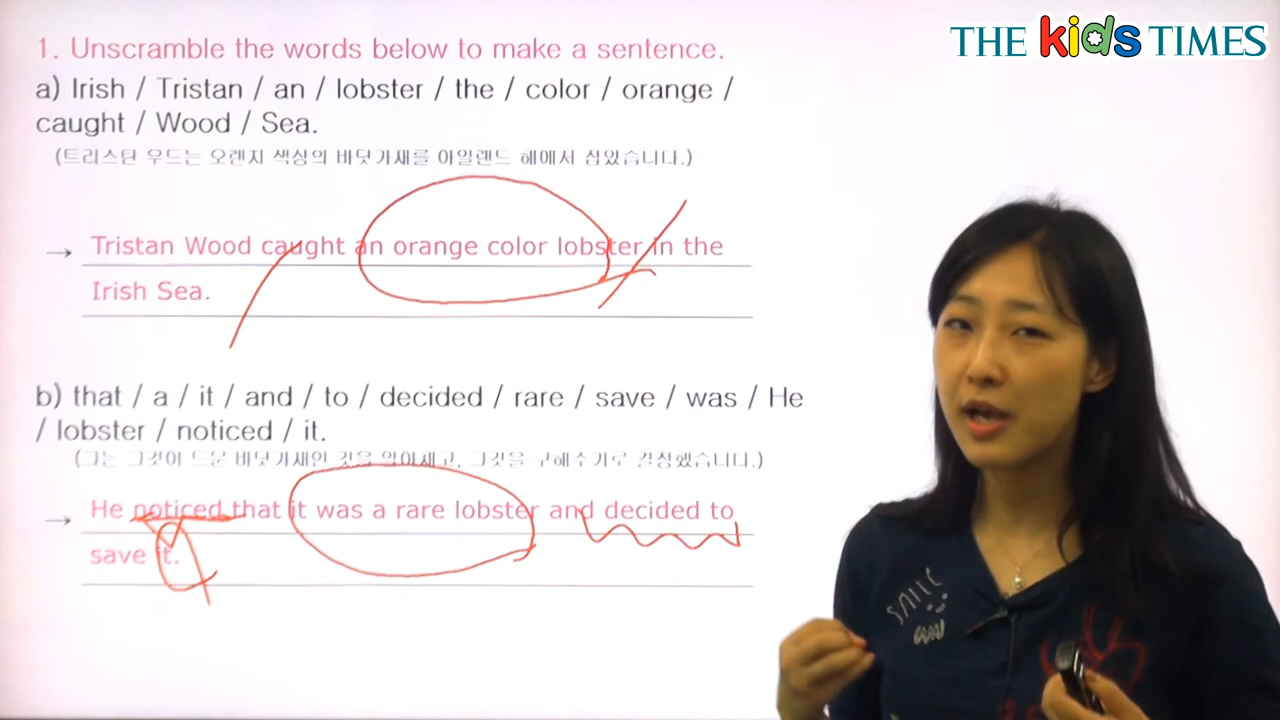 THE kids TIMES
1. Unscramble the words below to make a sentence.
a) Irish / Tristan / an / lobster / the / color / orange /
caught / Wood / Sea.
(트리스탄 우드는 오렌지 색상의 바닷가재를 아일랜드 해에서 잡았습니다.)
→ Tristan Wood caught an orange color lobster in the
Irish Sea.
b) that / a / it / and / to / decided / rare / save / was / He
/ lobster / noticed / it.
(그는 그것이 드문 바닷가재인 것을 알아채고, 그것을 구해주기로 결정했습니다.)
→ He noticed that it was a rare lobster and decided to
save it.